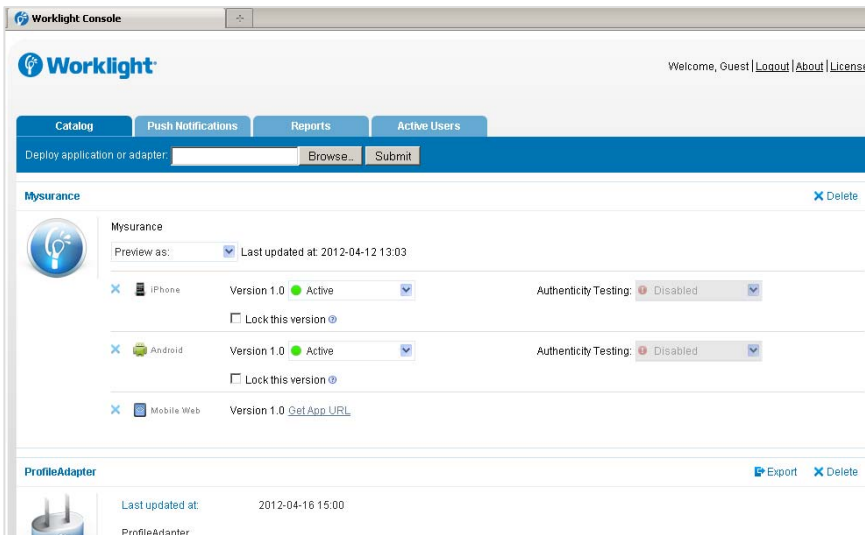 Worklight Console
Worklight
Welcome, Guest | Logout | About | License
Catalog Push Notifications Reports Active Users
Deploy application or adapter: Browse.. Submit
Mysurance Delete
Mysurance
Preview as: Last updated at: 2012-04-12 13:03
iPhone Version 1.0 Active Authenticity Testing: Disabled
Lock this version
Android Version 1.0 Active Authenticity Testing: Disabled
Lock this version
Mobile Web Version 1.0 Get App URL
ProfileAdapter Export Delete
Last updated at: 2012-04-16 15:00
ProfileAdapter